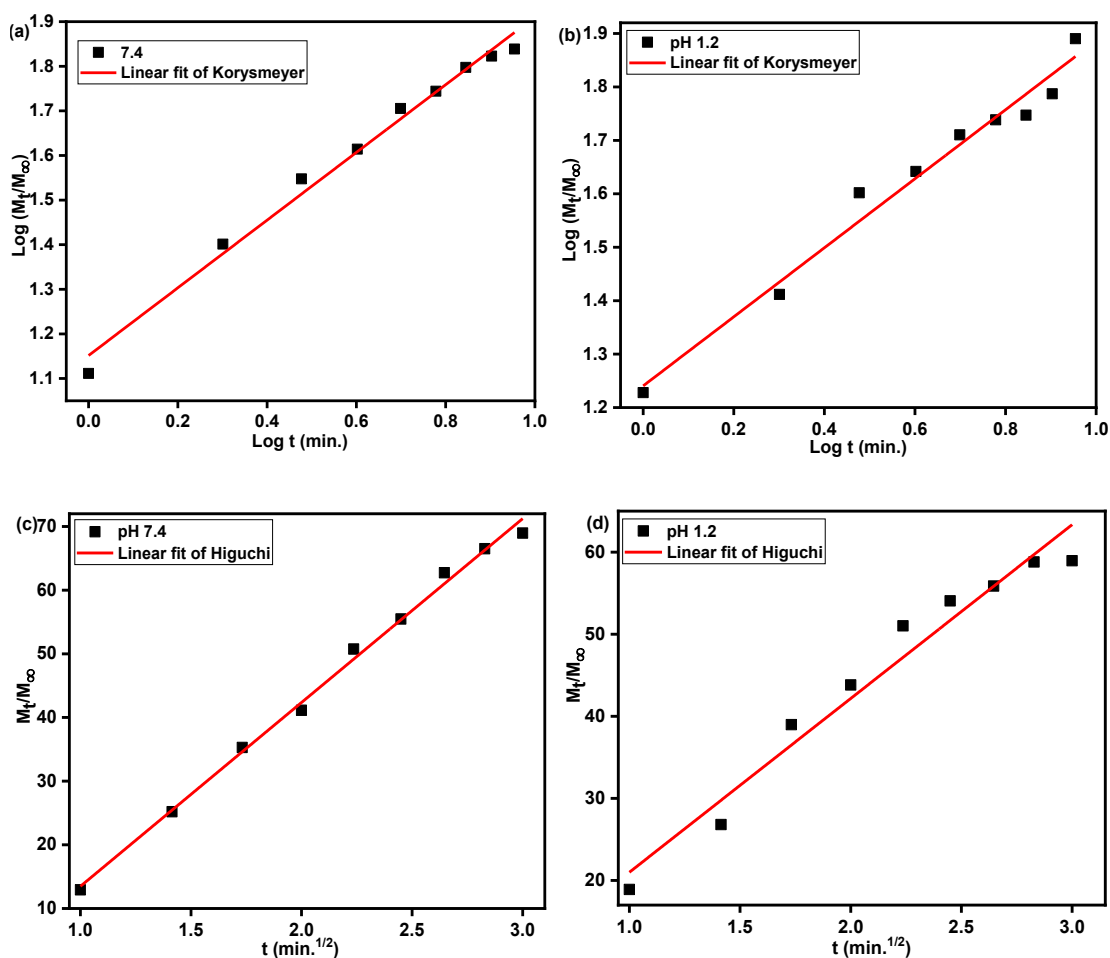 (a)
7.4
Linear fit of Korysmeyer
1.9
1.8
1.7
1.6
1.5
1.4
1.3
1.2
1.1
Log (Mt/M∞)
0.0 0.2 0.4 0.6 0.8 1.0
Log t (min.)
(b)
pH 1.2
Linear fit of Korysmeyer
1.9
1.8
1.7
1.6
1.5
1.4
1.3
1.2
Log (Mt/M∞)
0.0 0.2 0.4 0.6 0.8 1.0
Log t (min.)
(c)
pH 7.4
Linear fit of Higuchi
70
60
50
40
30
20
10
Mt/M∞
1.0 1.5 2.0 2.5 3.0
t (min.1/2)
(d)
pH 1.2
Linear fit of Higuchi
60
50
40
30
20
Mt/M∞
1.0 1.5 2.0 2.5 3.0
t (min.1/2)